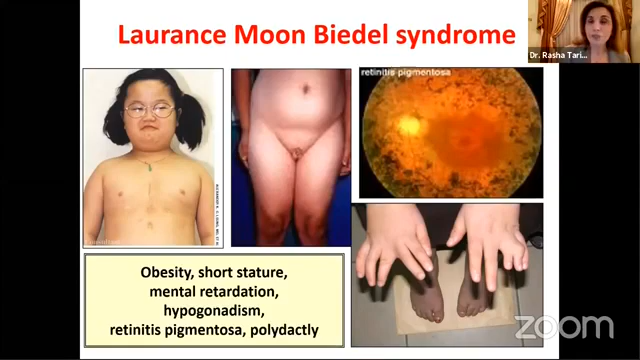 Laurance Moon Biedel syndrome
Dr. Rasha Tari...
retinitis pigmentosa
Obesity, short stature,
mental retardation,
hypogonadism,
retinitis pigmentosa, polydactly
zoom